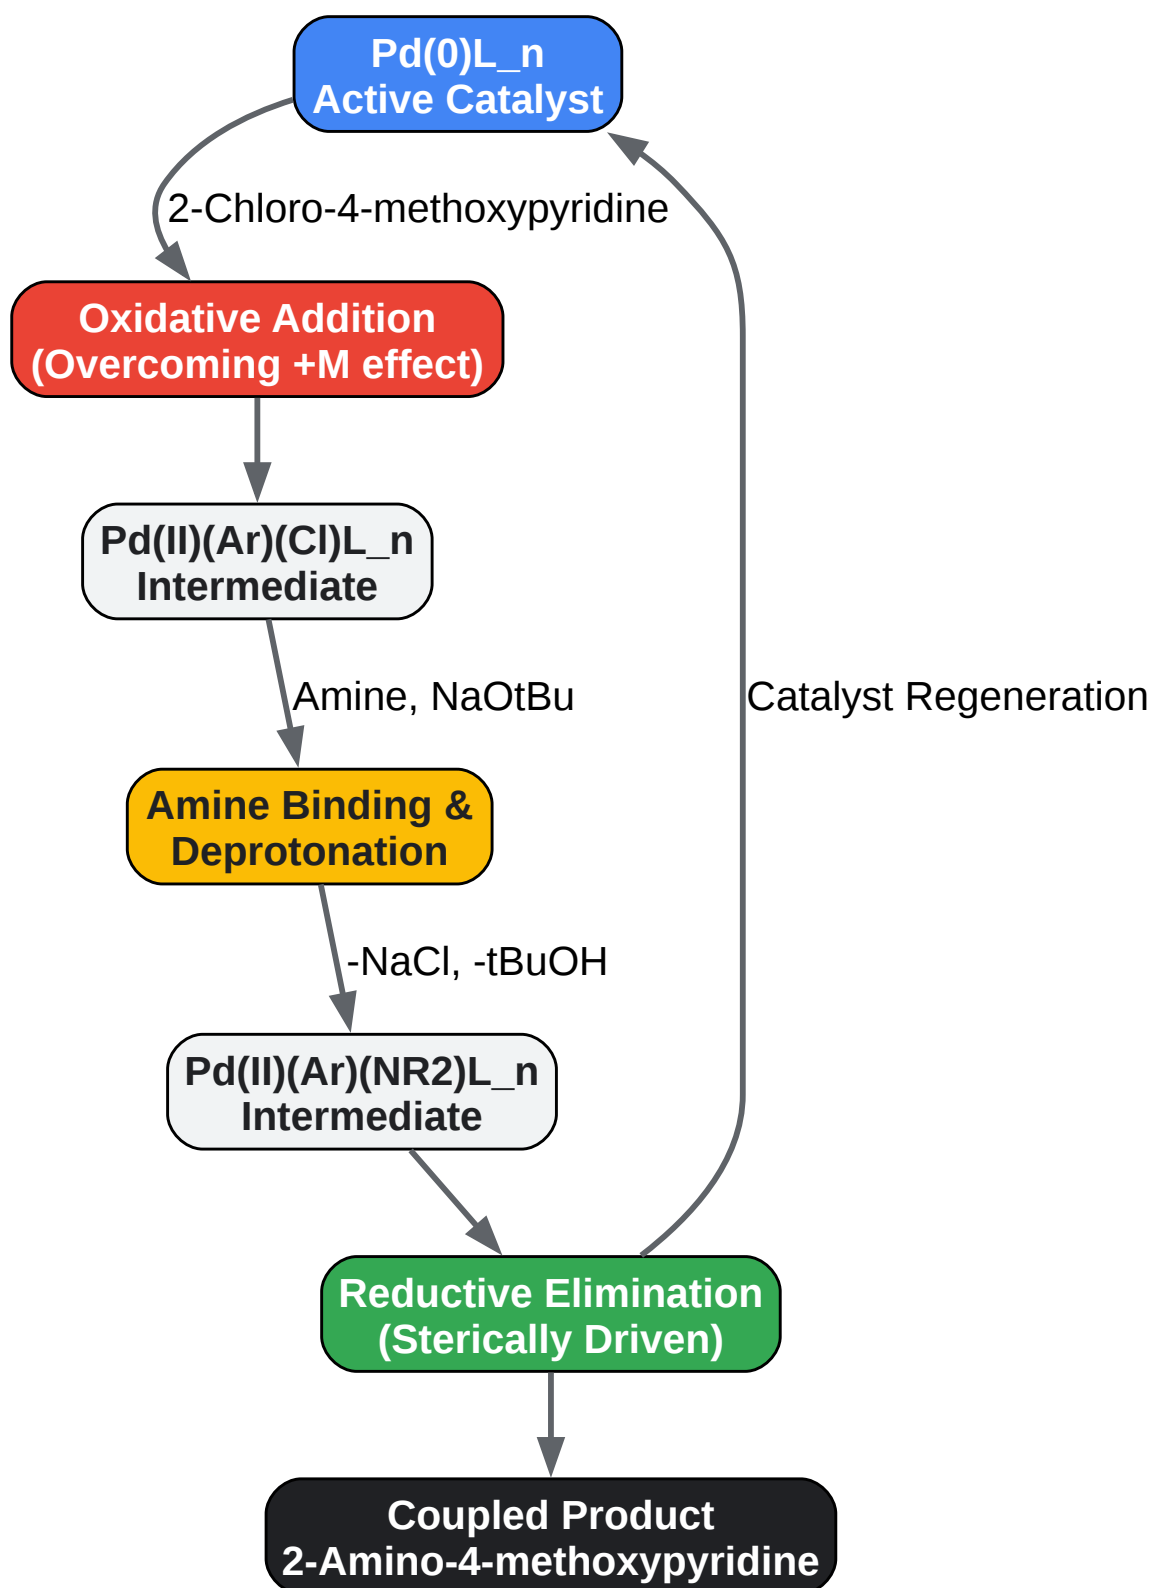 Pd(0)L_n
Active Catalyst
2-Chloro-4-methoxypyridine
Oxidative Addition
(Overcoming +M effect)
Pd(II)(Ar)(Cl)L_n
Intermediate
Amine, NaOtBu
Catalyst Regeneration
Amine Binding &
Deprotonation
-NaCl, -tBuOH
Pd(II)(Ar)(NR2)L_n
Intermediate
Reductive Elimination
(Sterically Driven)
Coupled Product
2-Amino-4-methoxypyridine